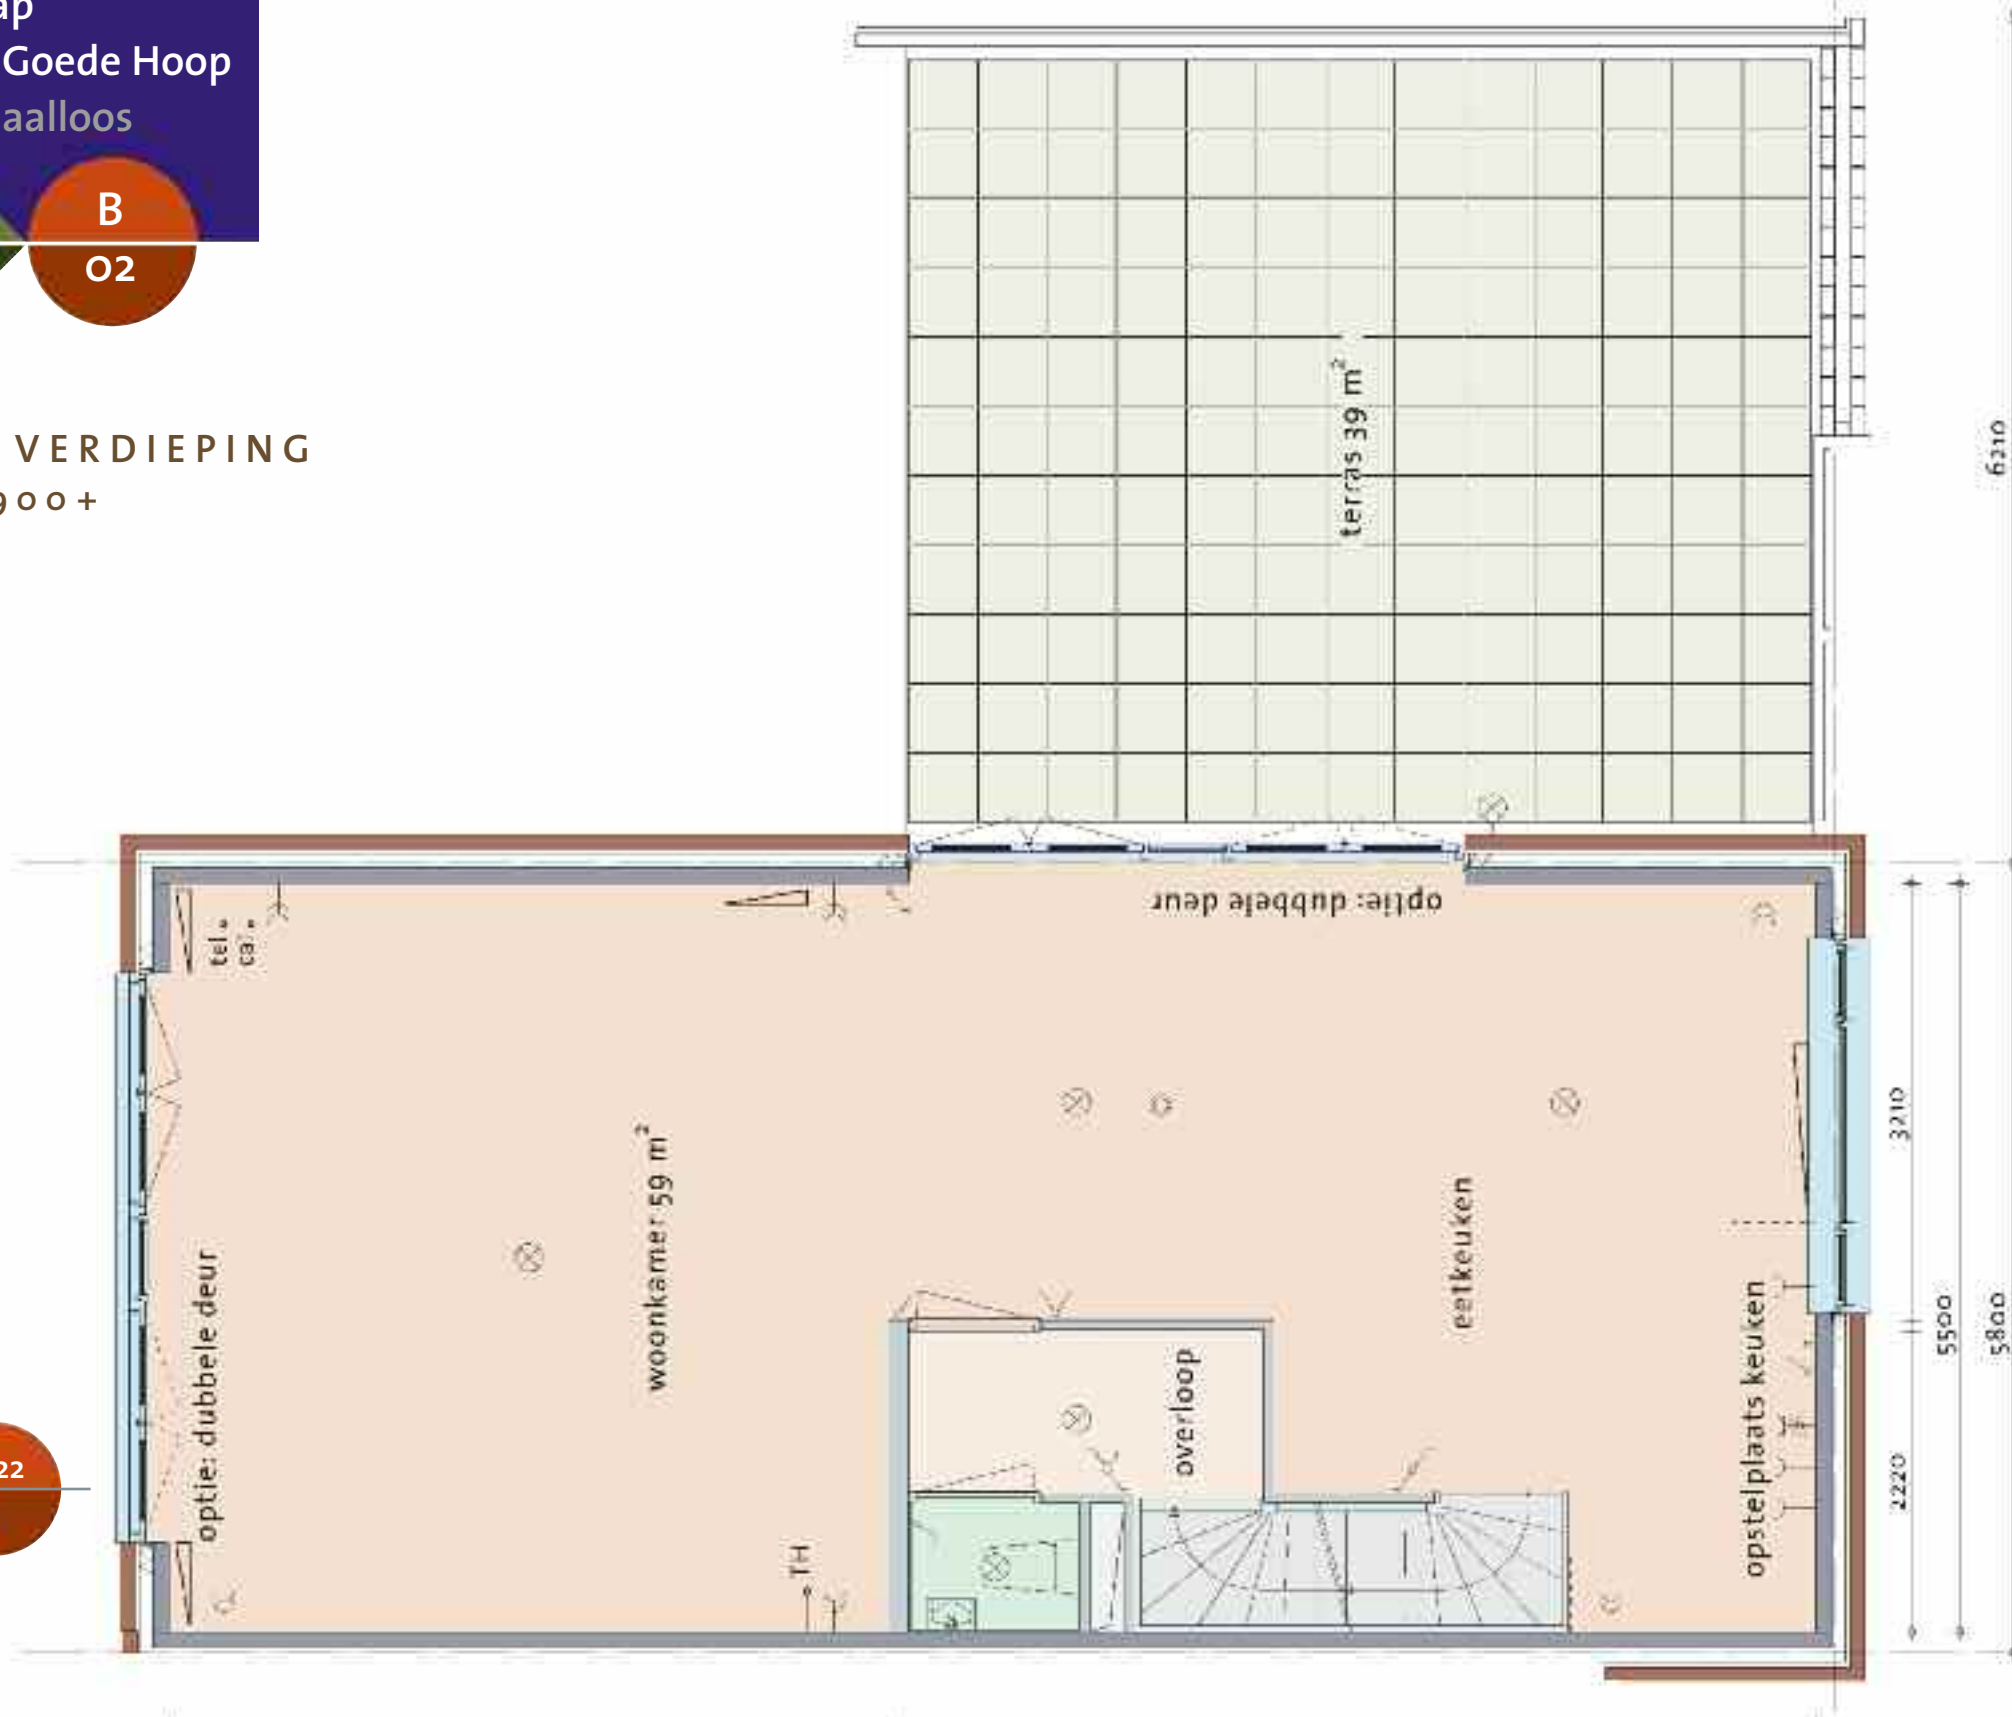 ap
Goede Hoop
aalloos
B
02
VERDIEPING
900+
terras 39 m²
6210
optie: dubbele deur
tel.
cai.
woonkamer 59 m²
optie: dubbele deur
eetkeuken
overloop
opstelplaats keuken
TH
3210
2220
5500
5800
22